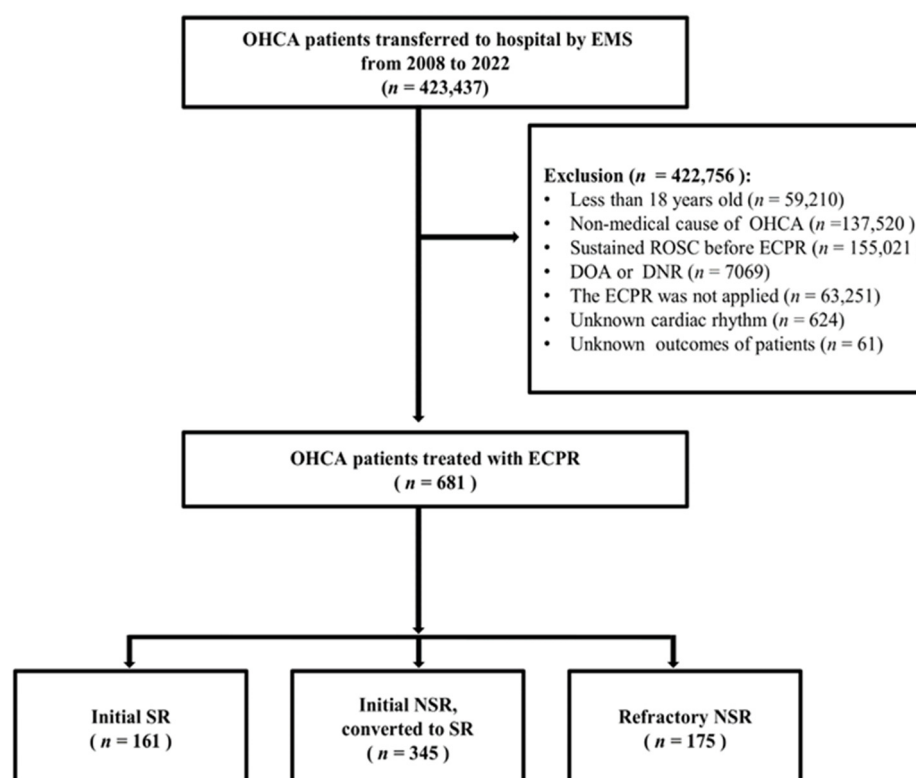 OHCA patients transferred to hospital by EMS
from 2008 to 2022
(n = 423,437)
Exclusion (n = 422,756 ):
• Less than 18 years old (n = 59,210)
• Non-medical cause of OHCA (n =137,520 )
• Sustained ROSC before ECPR (n = 155,021
• DOA or DNR (n = 7069)
• The ECPR was not applied (n = 63,251)
• Unknown cardiac rhythm (n = 624)
• Unknown outcomes of patients (n = 61)
OHCA patients treated with ECPR
( n = 681 )
Initial SR
( n = 161 )
Initial NSR,
converted to SR
( n = 345 )
Refractory NSR
( n = 175 )